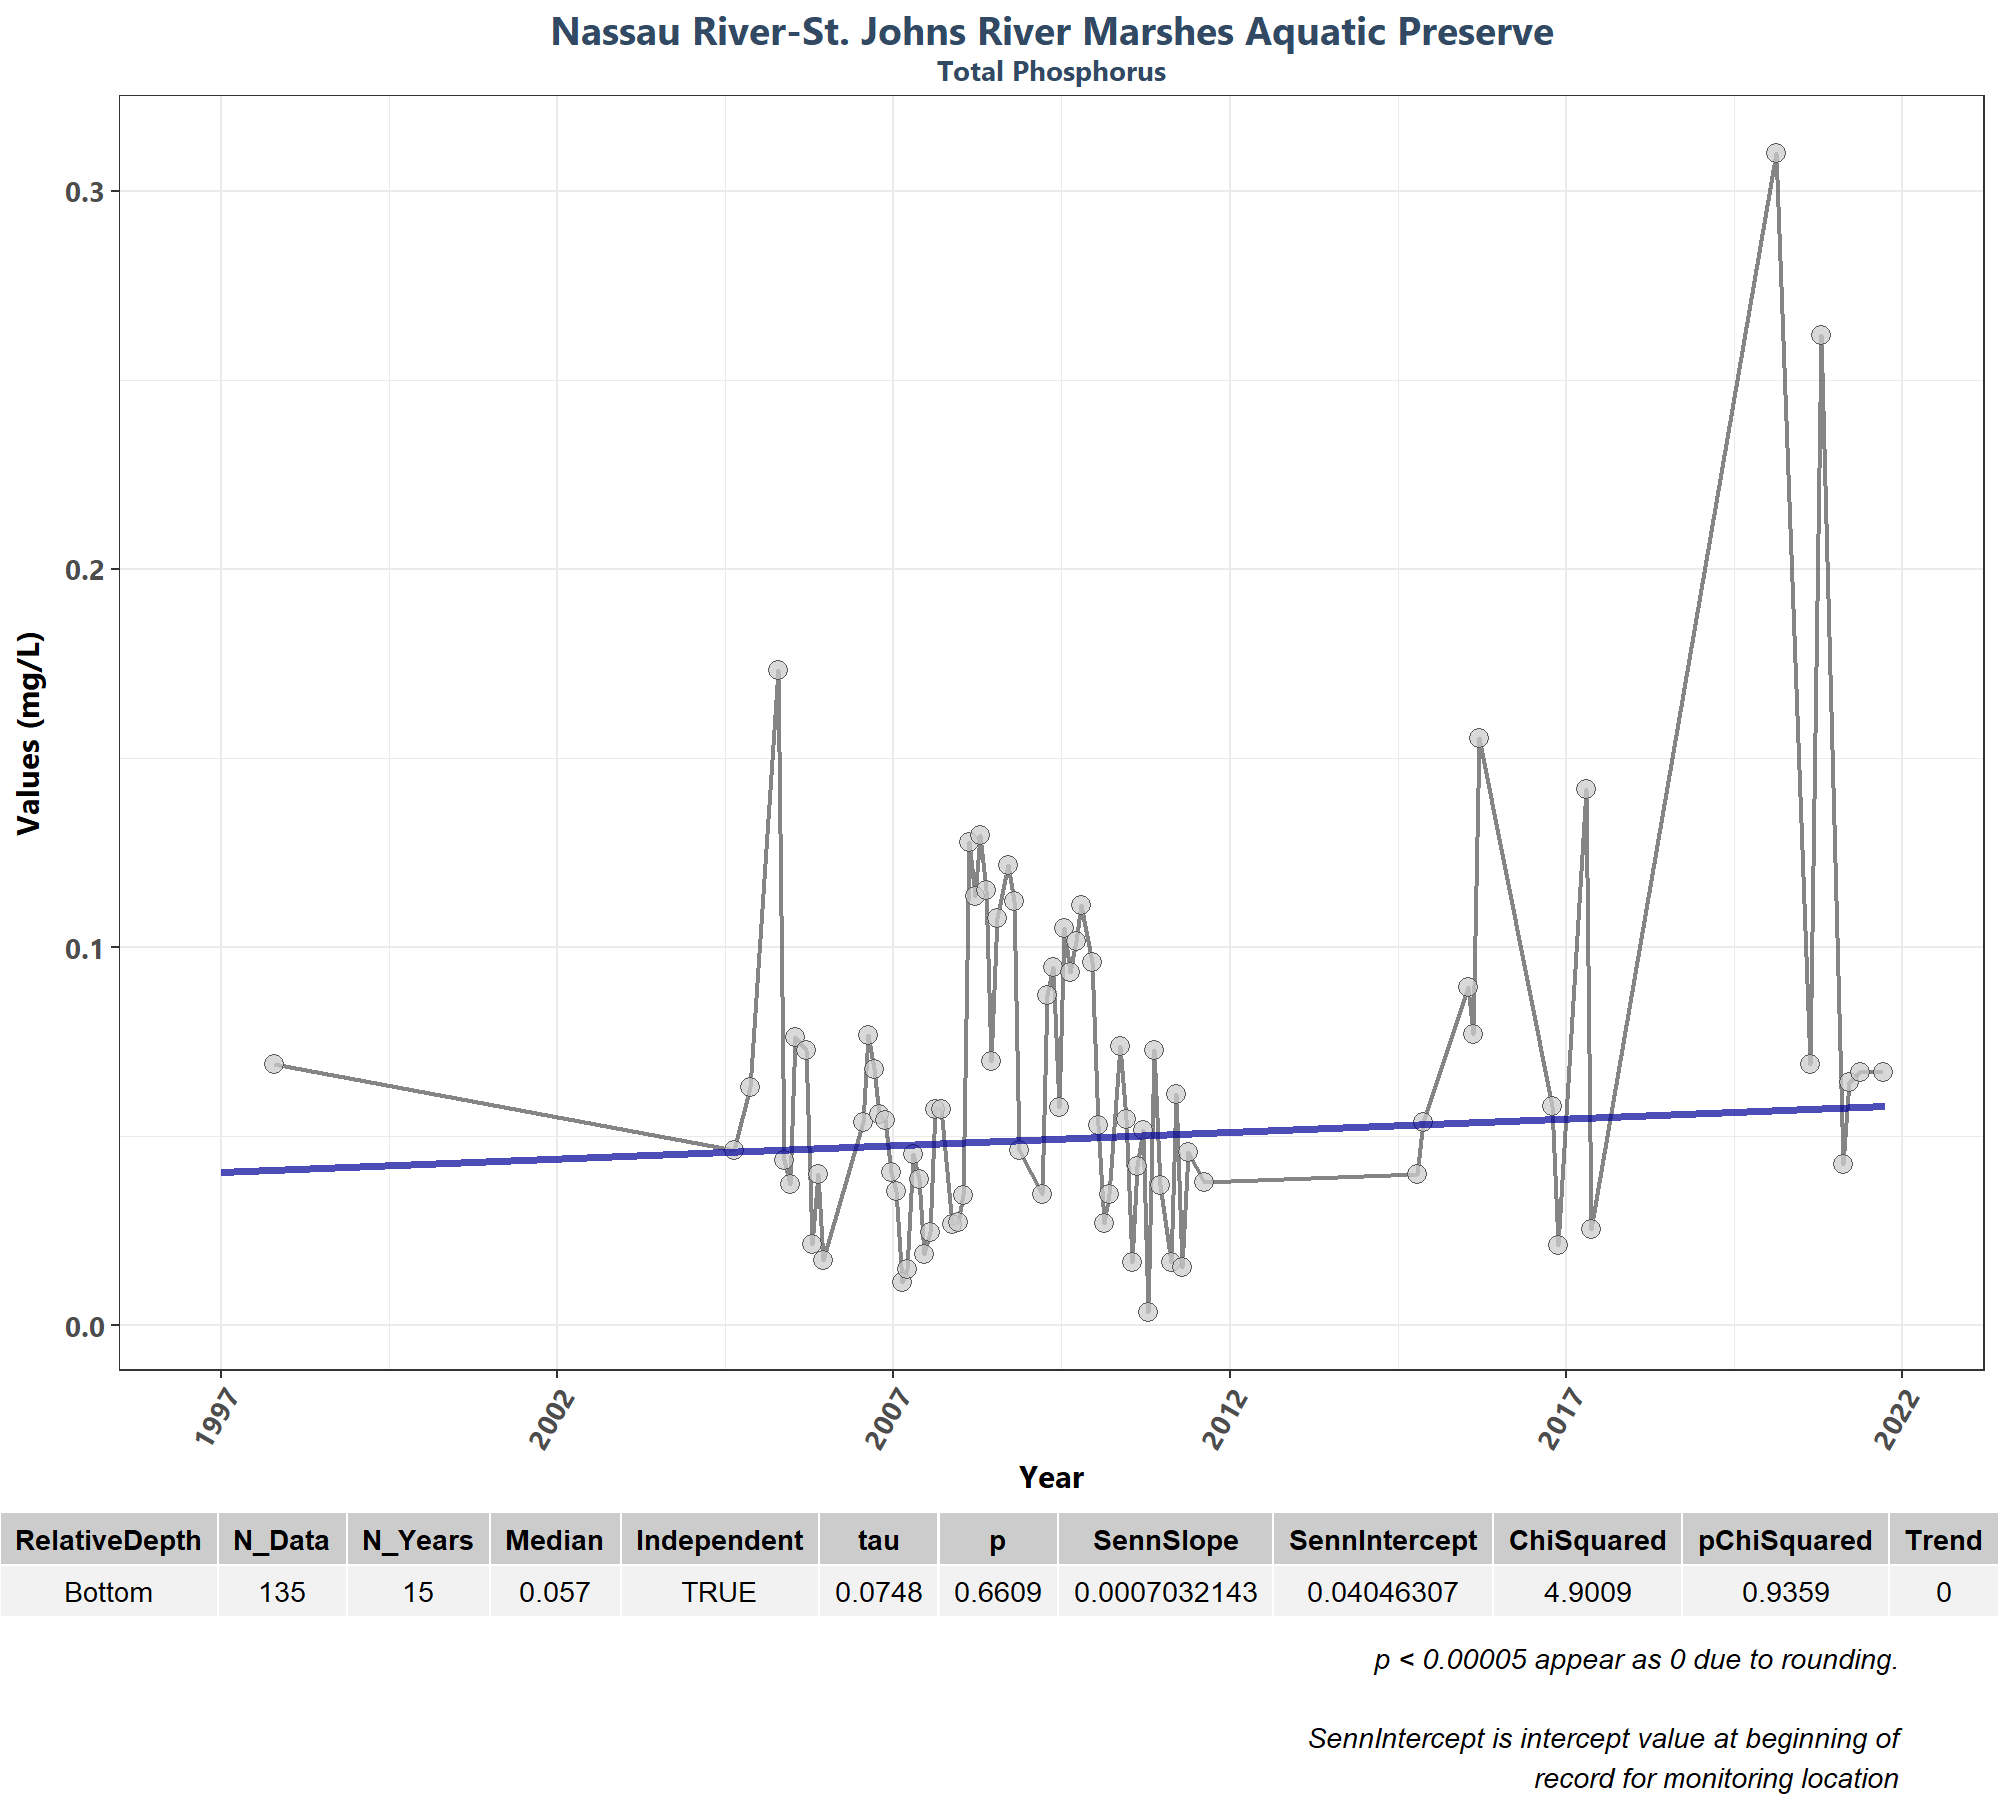 Nassau River-St. Johns River Marshes Aquatic Preserve
Total Phosphorus
Values (mg/L)
0.3
0.2
0.1
0.0
1997 2002 2007 2012 2017 2022
Year
RelativeDepth N_Data N_Years Median Independent tau p SennSlope SennIntercept ChiSquared pChiSquared Trend
Bottom 135 15 0.057 TRUE 0.0748 0.6609 0.0007032143 0.04046307 4.9009 0.9359 0
p < 0.00005 appear as 0 due to rounding.
SennIntercept is intercept value at beginning of
record for monitoring location